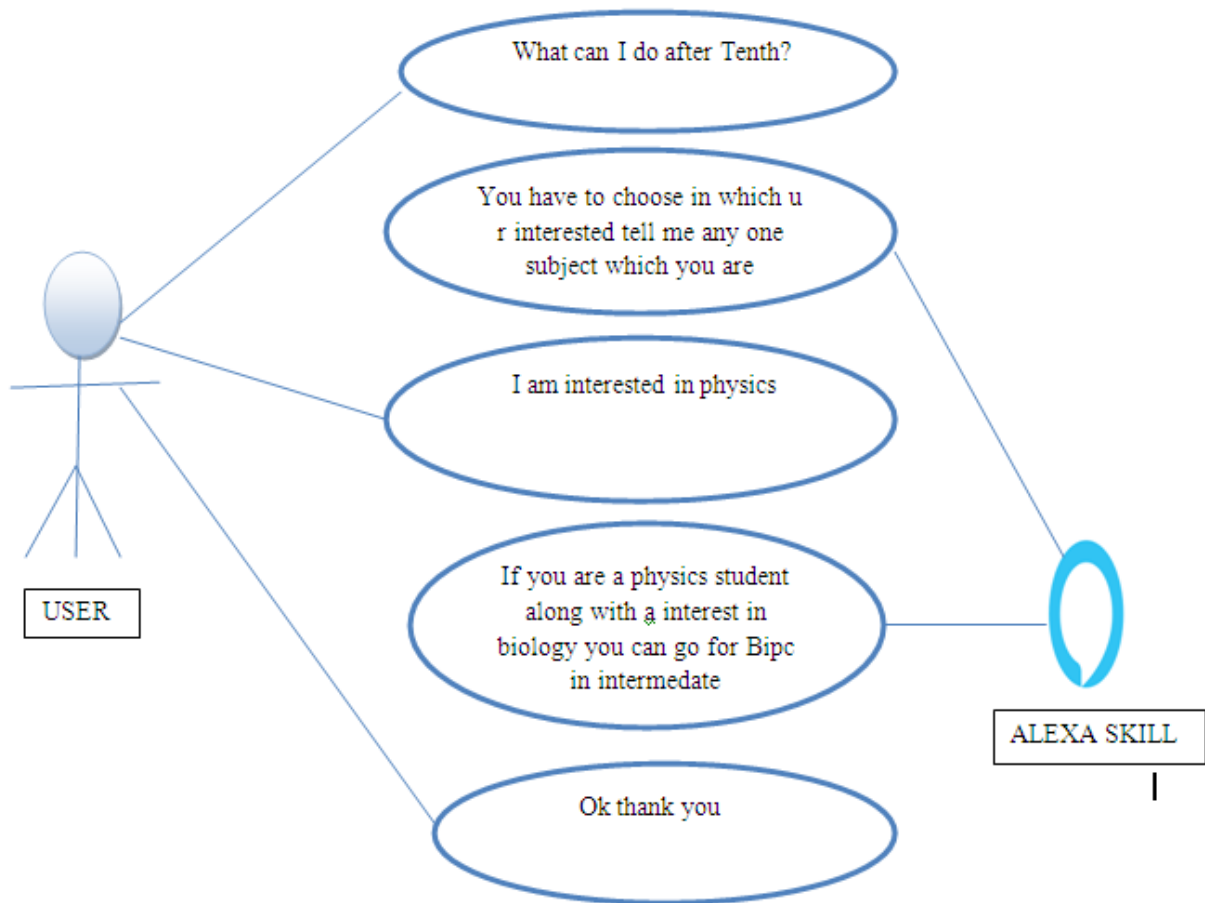 What can I do after Tenth?
You have to choose in which u
r interested tell me any one
subject which you are
I am interested in physics
If you are a physics student
along with a interest in
biology you can go for Bipc
in intermedate
USER
ALEXA SKILL
Ok thank you